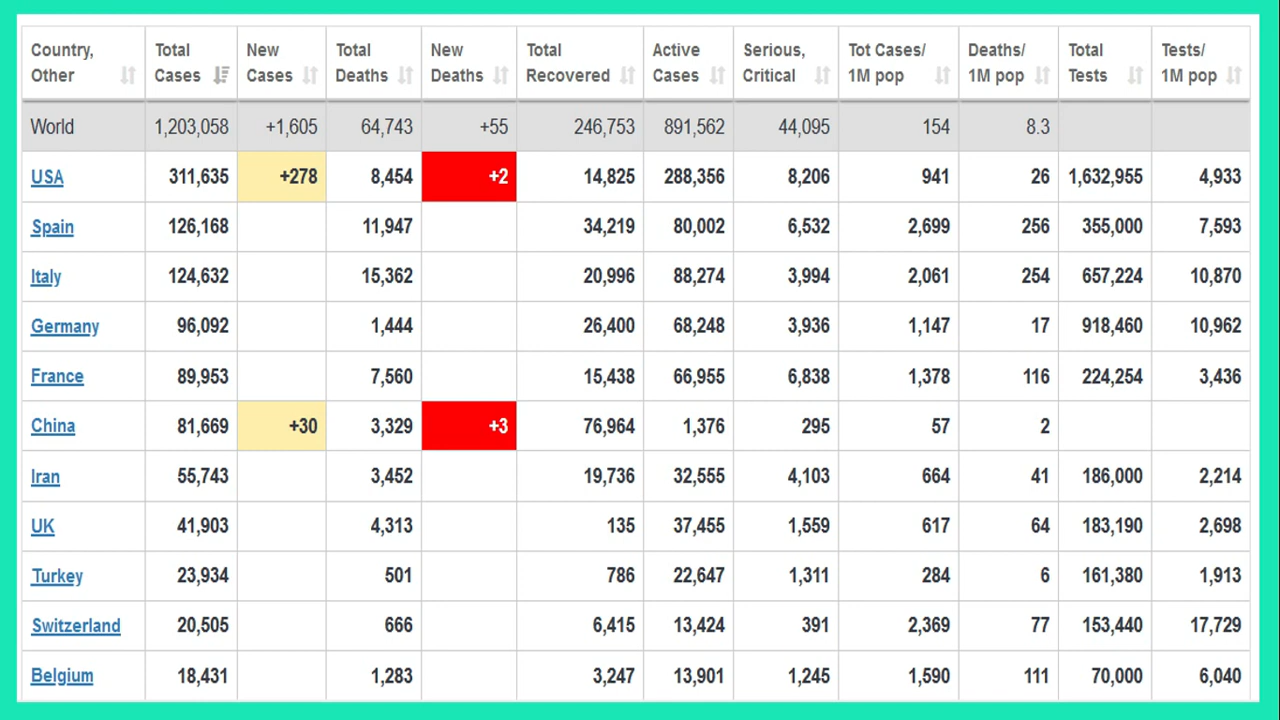 Country, Other Total Cases New Cases Total Deaths New Deaths Total Recovered Active Cases Serious, Critical Tot Cases/ 1M pop Deaths/ 1M pop Total Tests Tests/ 1M pop
World 1,203,058 +1,605 64,743 +55 246,753 891,562 44,095 154 8.3
USA 311,635 +278 8,454 +2 14,825 288,356 8,206 941 26 1,632,955 4,933
Spain 126,168 11,947 34,219 80,002 6,532 2,699 256 355,000 7,593
Italy 124,632 15,362 20,996 88,274 3,994 2,061 254 657,224 10,870
Germany 96,092 1,444 26,400 68,248 3,936 1,147 17 918,460 10,962
France 89,953 7,560 15,438 66,955 6,838 1,378 116 224,254 3,436
China 81,669 +30 3,329 +3 76,964 1,376 295 57 2
Iran 55,743 3,452 19,736 32,555 4,103 664 41 186,000 2,214
UK 41,903 4,313 135 37,455 1,559 617 64 183,190 2,698
Turkey 23,934 501 786 22,647 1,311 284 6 161,380 1,913
Switzerland 20,505 666 6,415 13,424 391 2,369 77 153,440 17,729
Belgium 18,431 1,283 3,247 13,901 1,245 1,590 111 70,000 6,040